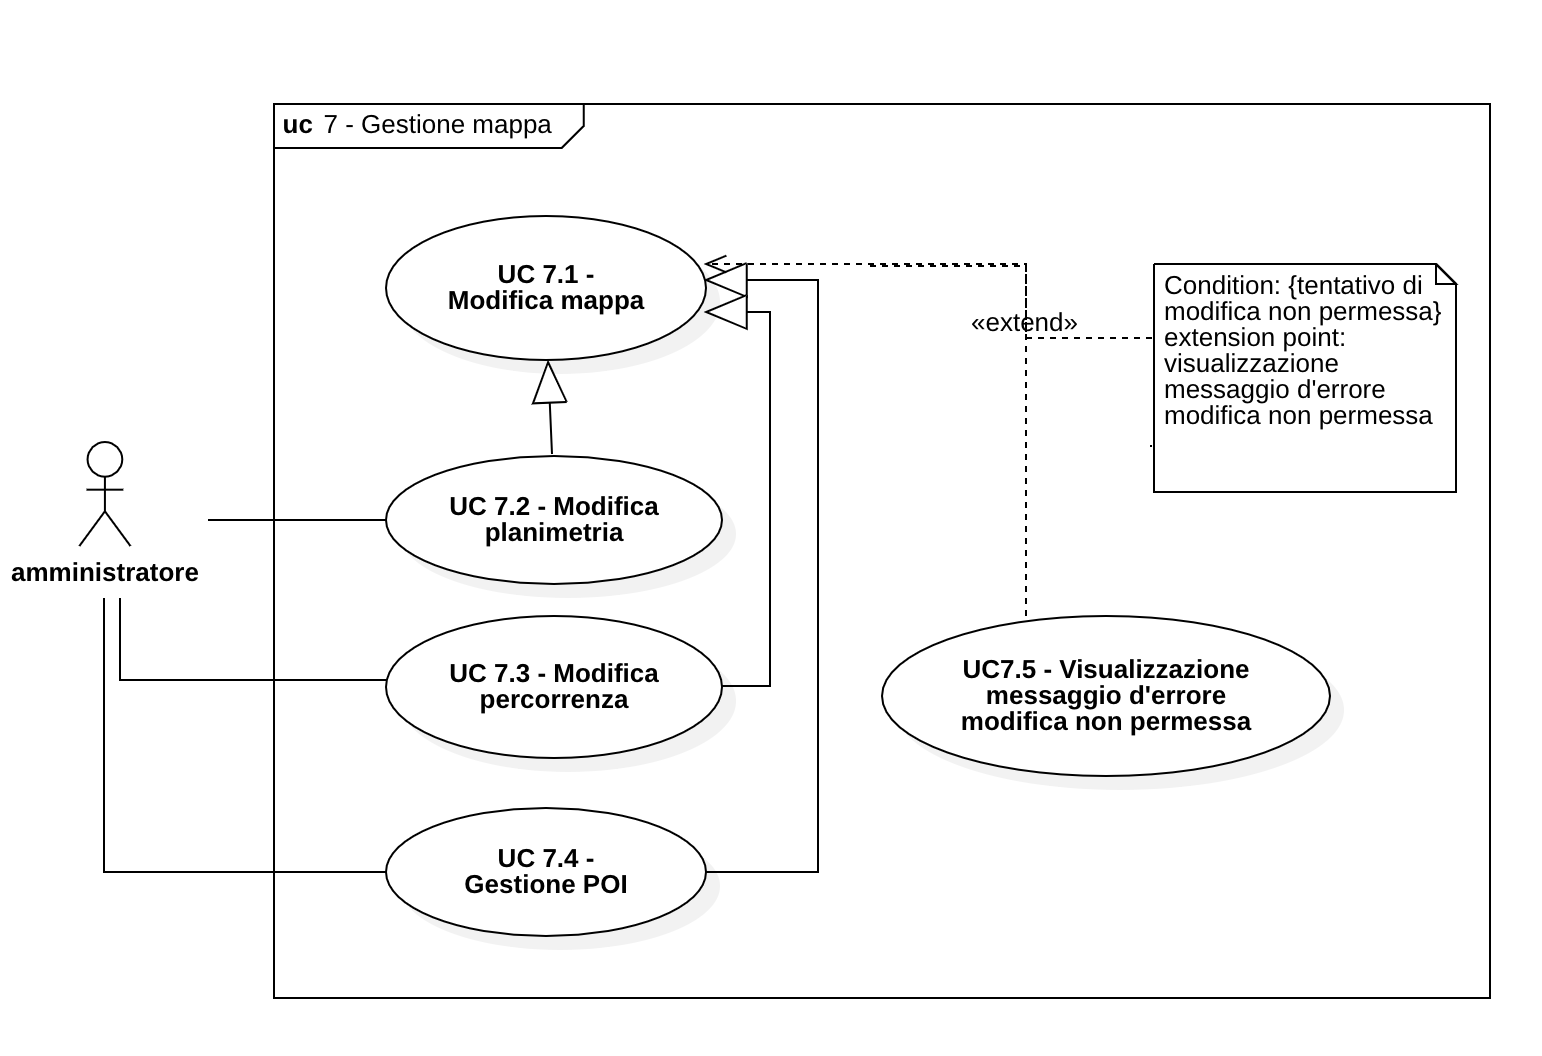 uc 7 - Gestione mappa
UC 7.1 -
Modifica mappa
«extend»
Condition: {tentativo di
modifica non permessa}
extension point:
visualizzazione
messaggio d'errore
modifica non permessa
amministratore
UC 7.2 - Modifica
planimetria
UC 7.3 - Modifica
percorrenza
UC7.5 - Visualizzazione
messaggio d'errore
modifica non permessa
UC 7.4 -
Gestione POI